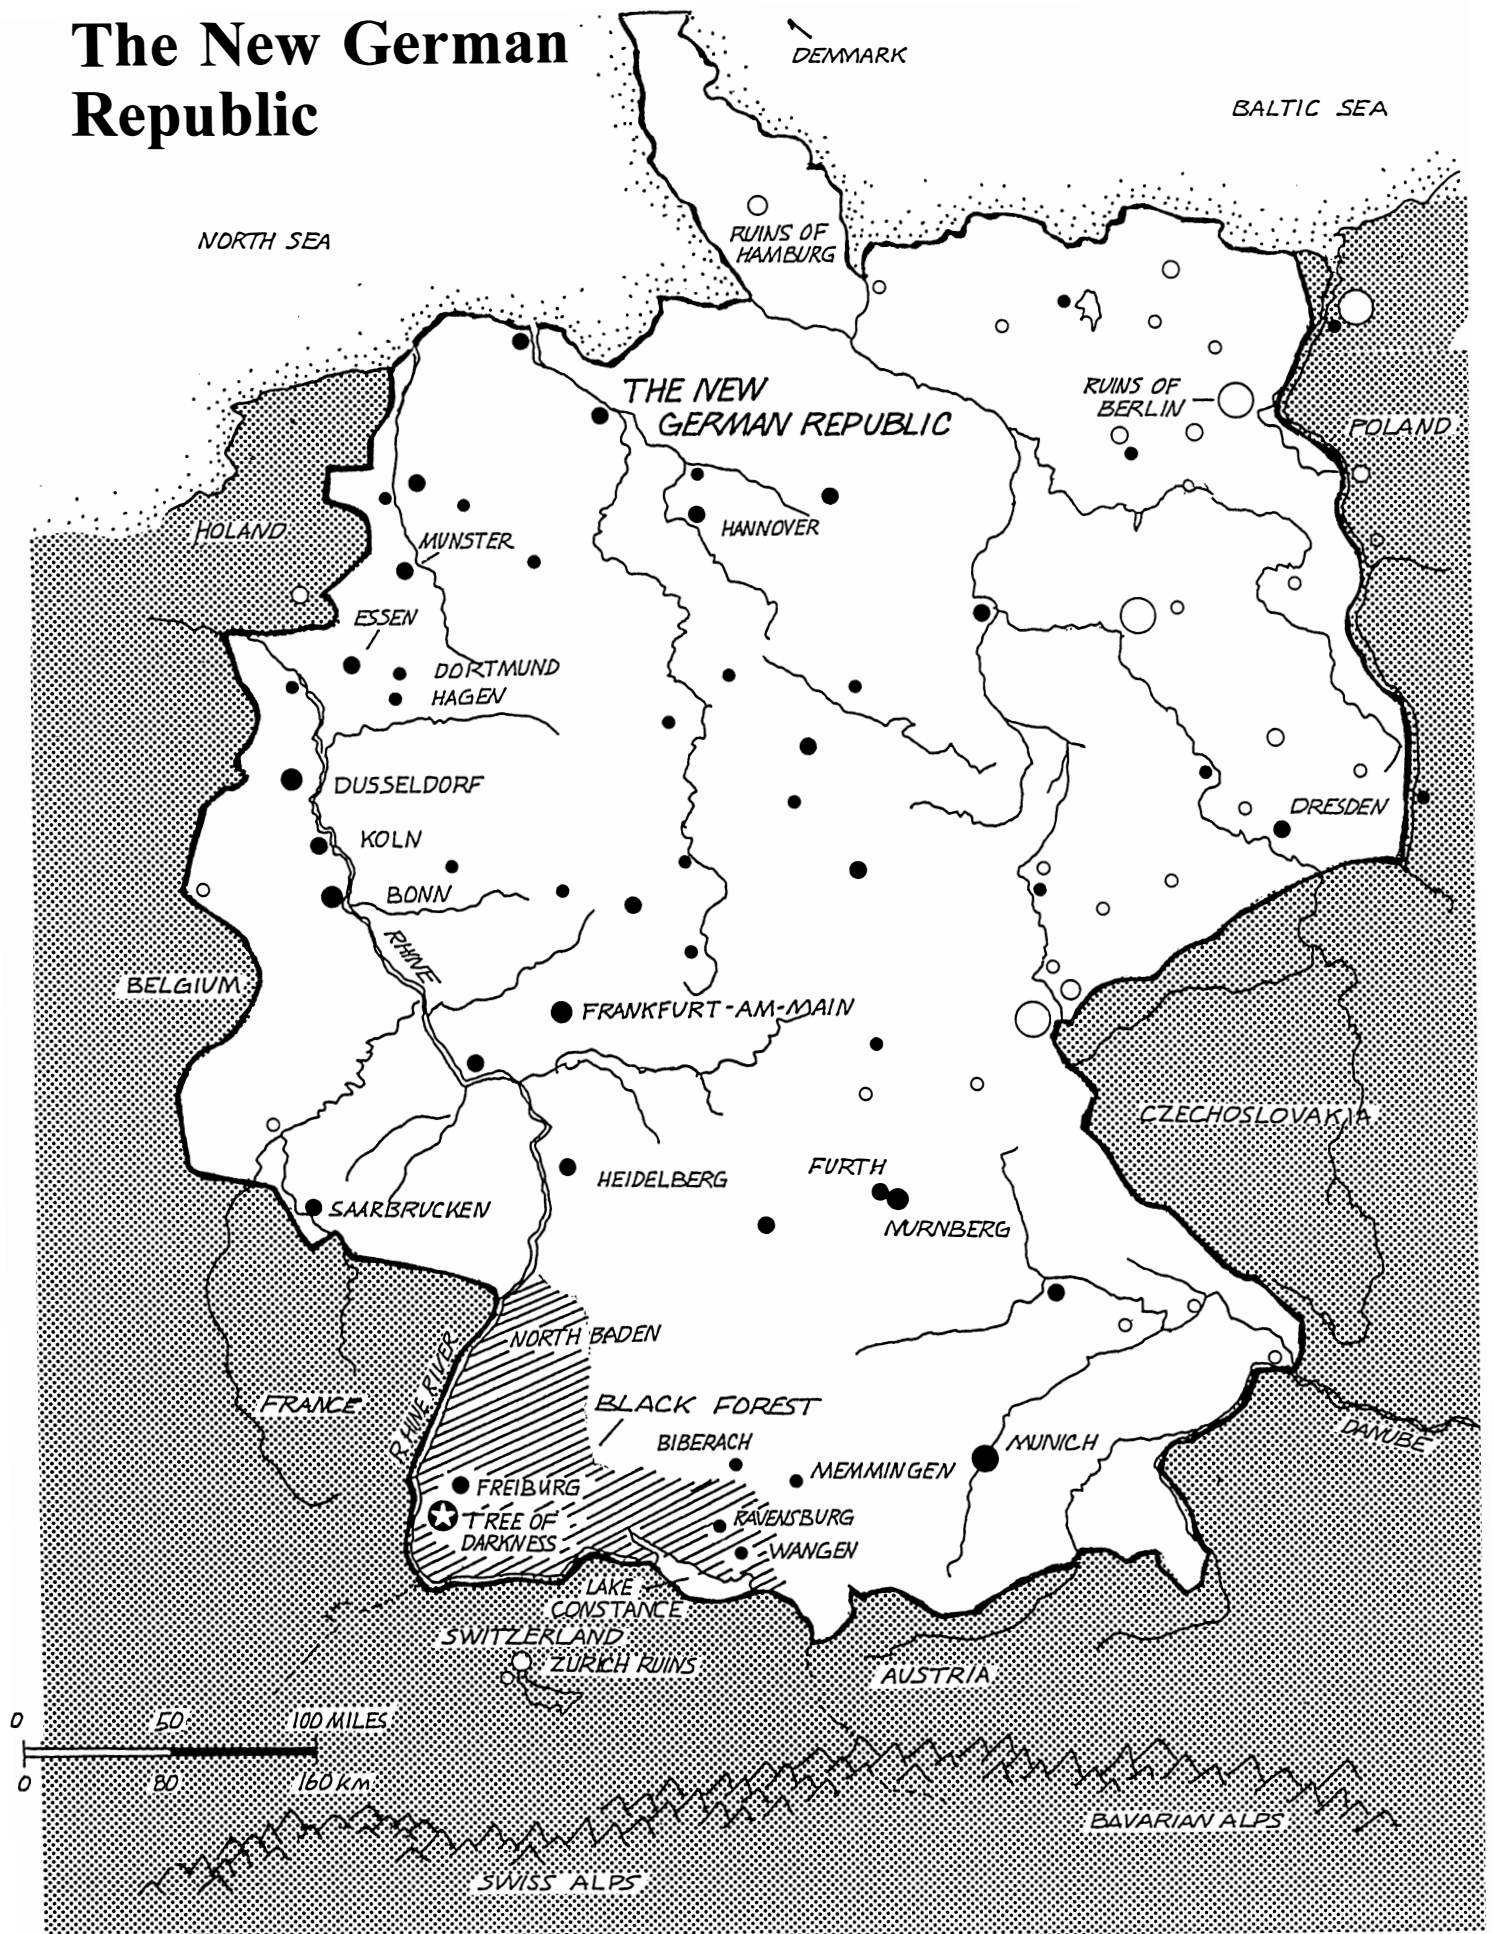 The New German
Republic
DENMARK
BALTIC SEA
NORTH SEA
RUINS OF
HAMBURG
THE NEW
GERMAN REPUBLIC
RUINS OF
BERLIN
POLAND
HOLAND
HANNOVER
MUNSTER
ESSEN
DORTMUND
HAGEN
DUSSELDORF
DRESDEN
KOLN
BONN
RHINE
BELGIUM
FRANKFURT-AM-MAIN
CZECHOSLOVAKIA
HEIDELBERG
FURTH
SAARBRUCKEN
NURNBERG
NORTH BADEN
RHINE RIVER
FRANCE
BLACK FOREST
DANUBE
BIBERACH
MUNICH
MEMMINGEN
FREIBURG
TREE OF
DARKNESS
RAVENSBURG
WANGEN
LAKE
CONSTANCE
SWITZERLAND
ZURICH RUINS
AUSTRIA
0 50 100 MILES
0 80 160 KM.
BAVARIAN ALPS
SWISS ALPS